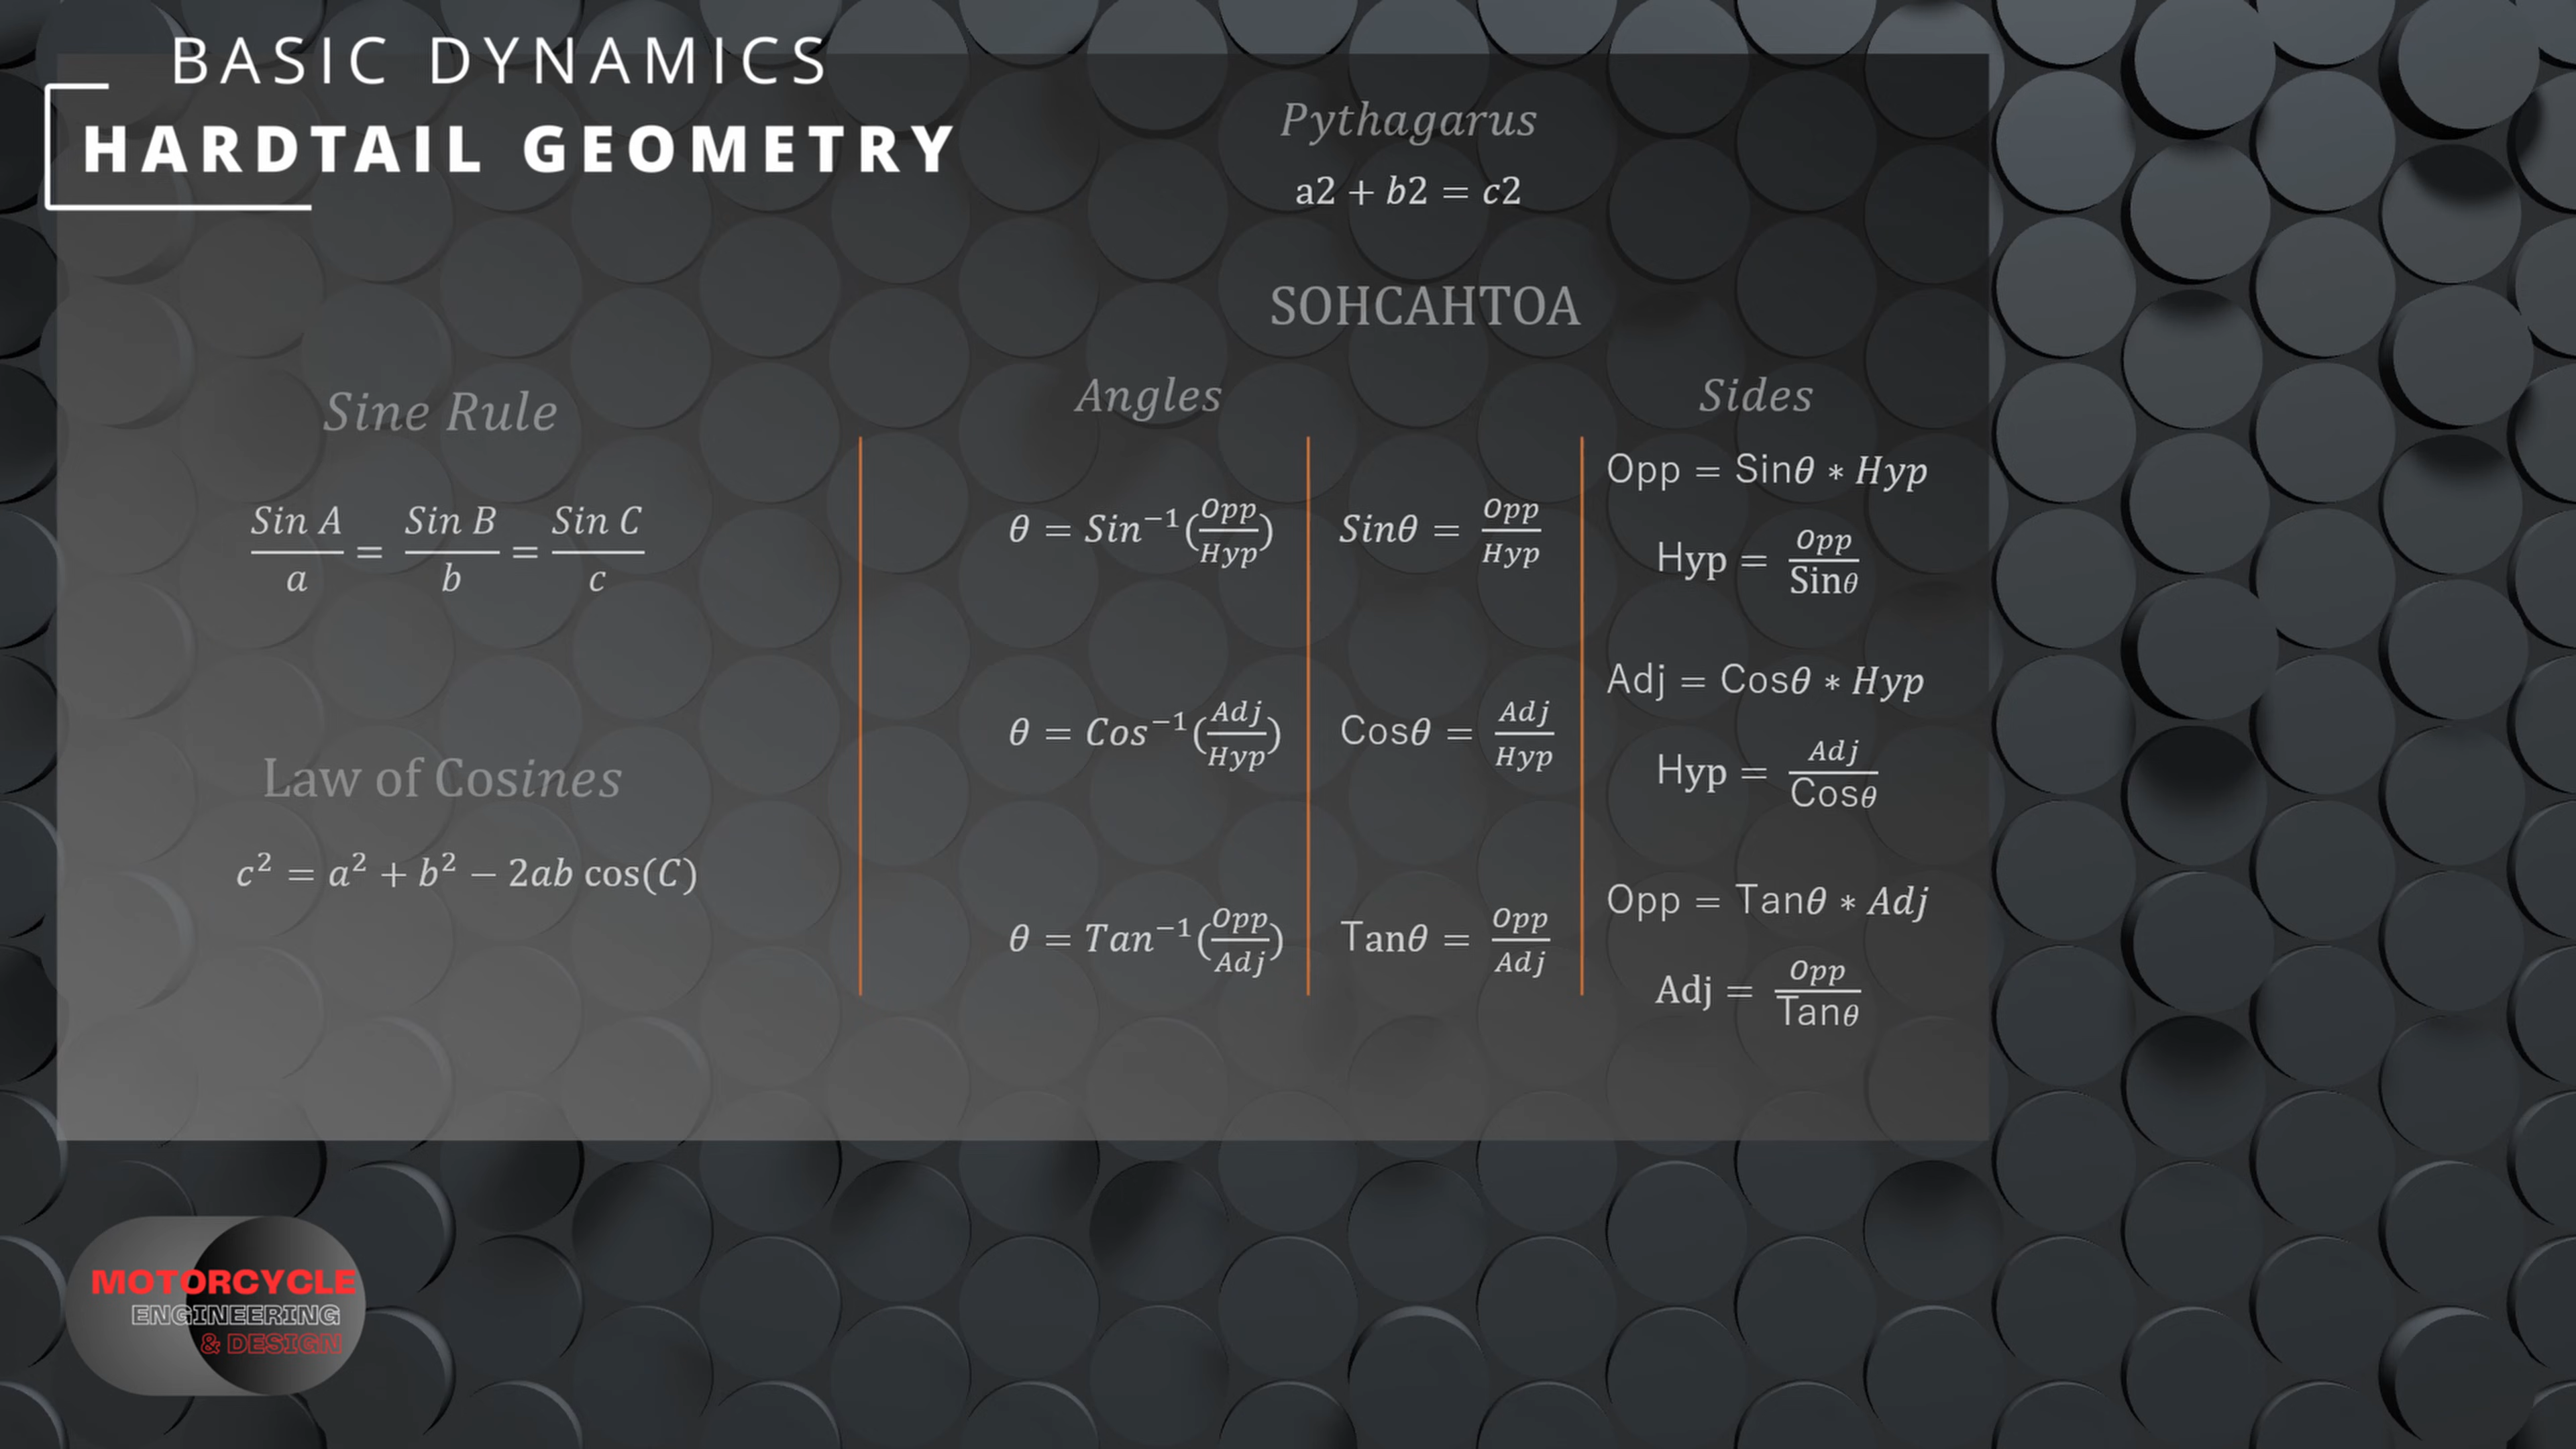 BASIC DYNAMICS
HARDTAIL GEOMETRY
Pythagarus
a2 + b2 = c2
SOHCAHTOA
Sine Rule
Sin A / a = Sin B / b = Sin C / c
Law of Cosines
c² = a² + b² − 2ab cos(C)
Angles
θ = Sin⁻¹(Opp/Hyp)
θ = Cos⁻¹(Adj/Hyp)
θ = Tan⁻¹(Opp/Adj)
Sinθ = Opp/Hyp
Cosθ = Adj/Hyp
Tanθ = Opp/Adj
Sides
Opp = Sinθ * Hyp
Hyp = Opp/Sinθ
Adj = Cosθ * Hyp
Hyp = Adj/Cosθ
Opp = Tanθ * Adj
Adj = Opp/Tanθ
MOTORCYCLE
ENGINEERING
& DESIGN